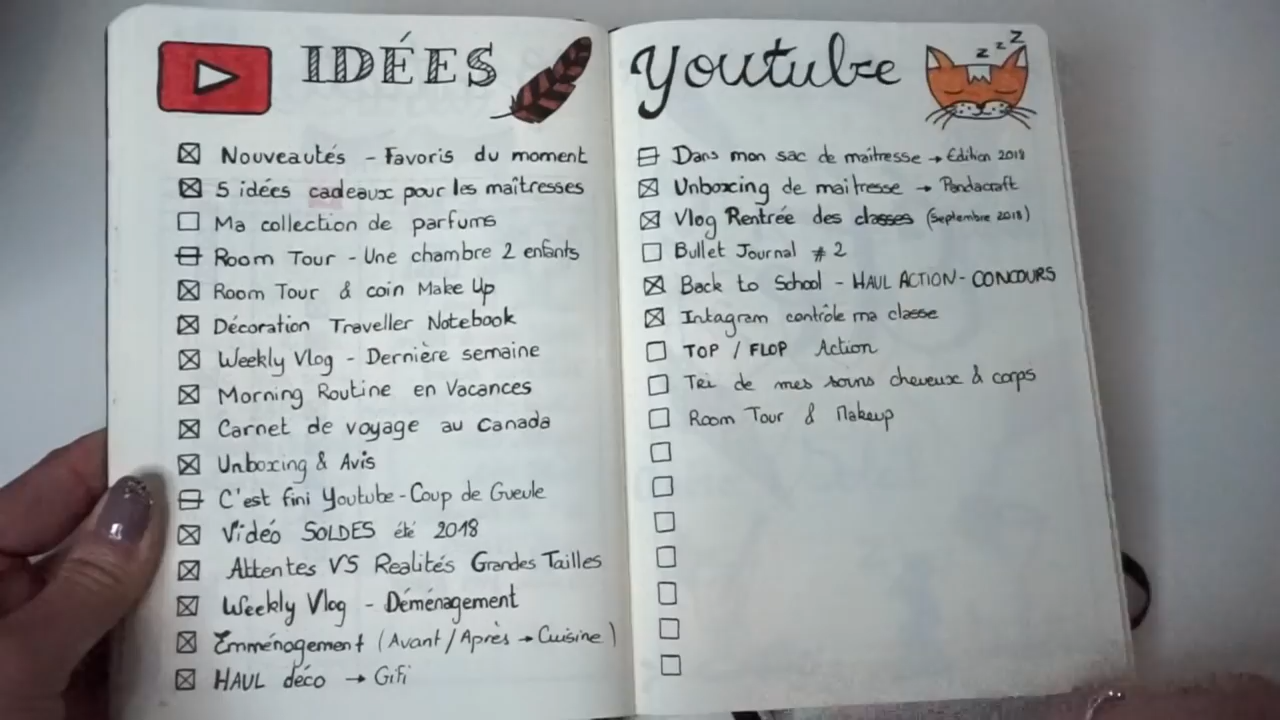 IDÉES
Nouveautés - Favoris du moment
5 idées cadeaux pour les maîtresses
Ma collection de parfums
Room Tour - Une chambre 2 enfants
Room Tour & coin Make Up
Décoration Traveller Notebook
Weekly Vlog - Dernière semaine
Morning Routine en Vacances
Carnet de voyage au Canada
Unboxing & Avis
C'est fini Youtube - Coup de Gueule
Vidéo SOLDES été 2018
Attentes VS Realités Grandes Tailles
Weekly Vlog - Déménagement
Emménagement (Avant / Après → Cuisine)
HAUL déco → Gifi
Youtube
z z Z
Dans mon sac de maîtresse → Edition 2018
Unboxing de maitresse → Pandacraft
Vlog Rentrée des classes (Septembre 2018)
Bullet Journal # 2
Back to School - HAUL ACTION - CONCOURS
Intagram contrôle ma classe
TOP / FLOP Action
Tri de mes soins cheveux & corps
Room Tour & Makeup